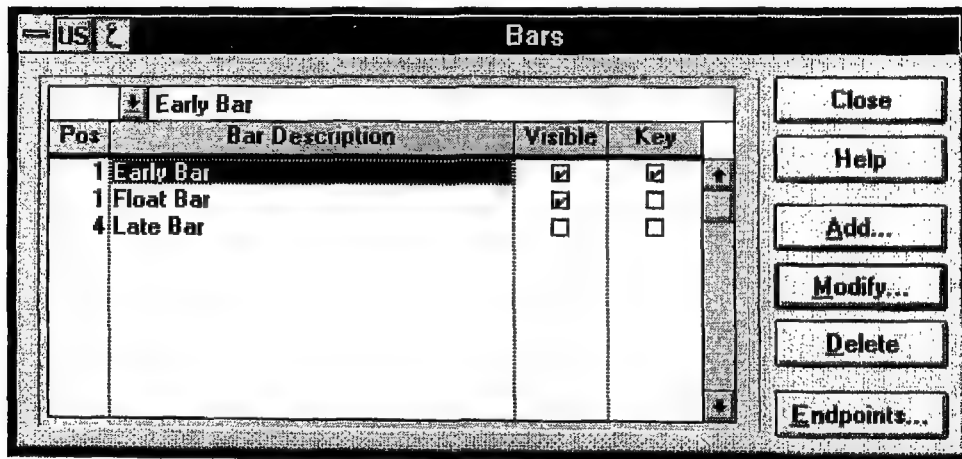 US ع Bars
Early Bar
Pos Bar Description Visible Key
1 Early Bar
1 Float Bar
4 Late Bar
Close
Help
Add...
Modify...
Delete
Endpoints...